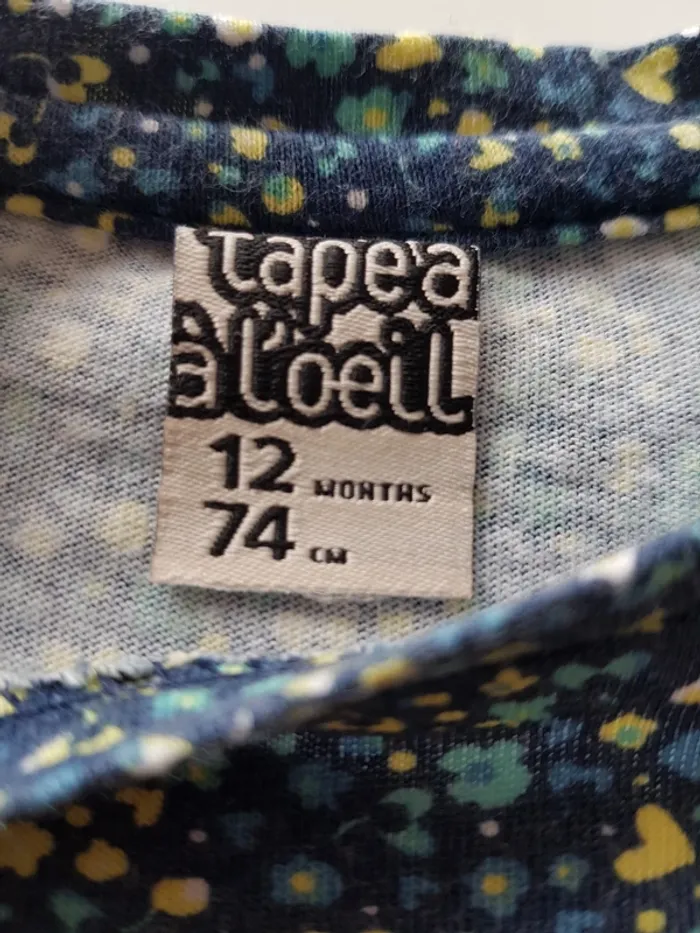 tape à
à l'oeil
12 MONTHS
74 CM